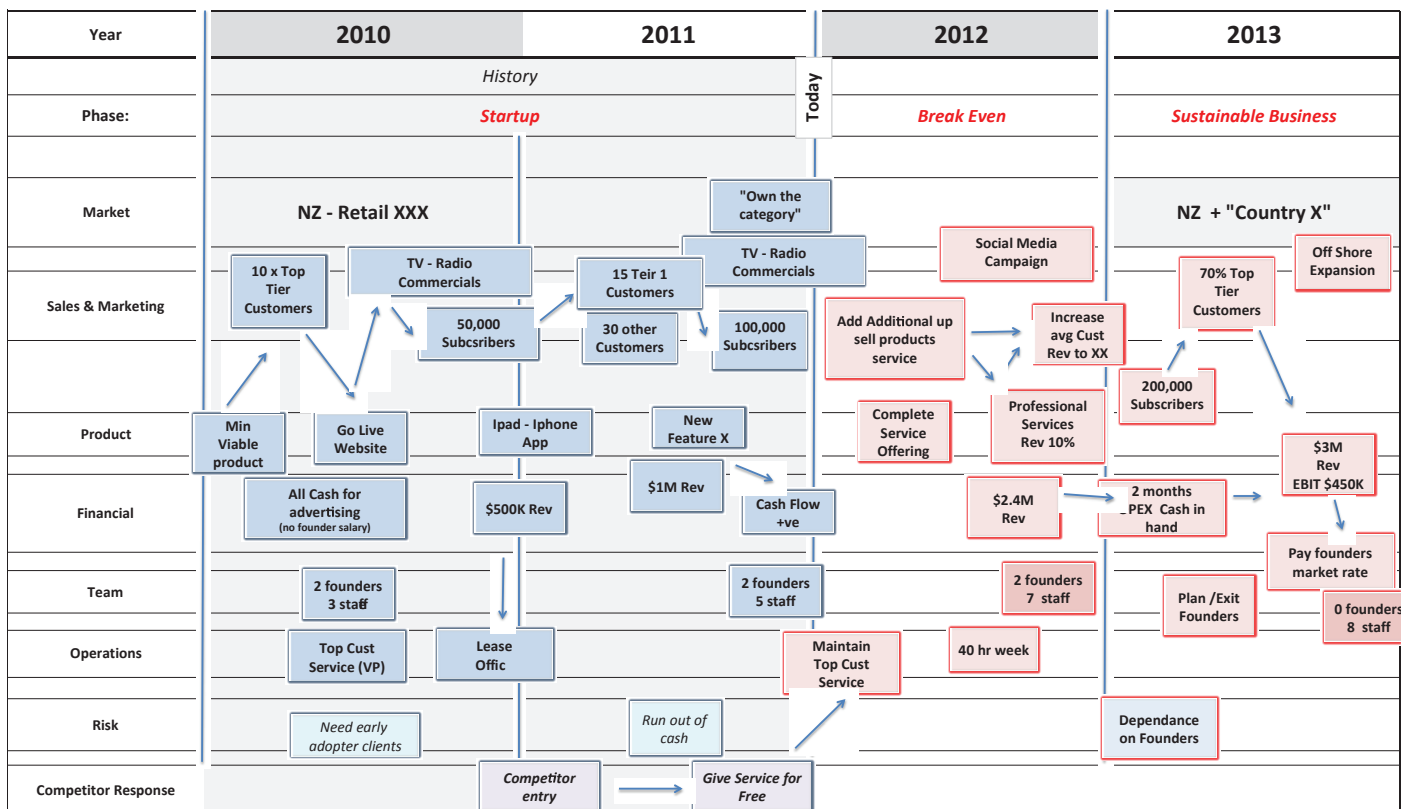 Year
2010
2011
2012
2013
History
Today
Phase:
Startup
Break Even
Sustainable Business
Market
NZ - Retail XXX
"Own the
category"
NZ + "Country X"
Sales & Marketing
10 x Top
Tier
Customers
TV - Radio
Commercials
50,000
Subcsribers
15 Teir 1
Customers
30 other
Customers
TV - Radio
Commercials
100,000
Subcsribers
Social Media
Campaign
Add Additional up
sell products
service
Increase
avg Cust
Rev to XX
70% Top
Tier
Customers
Off Shore
Expansion
200,000
Subscribers
Product
Min
Viable
product
Go Live
Website
Ipad - Iphone
App
New
Feature X
Complete
Service
Offering
Professional
Services
Rev 10%
$3M
Rev
EBIT $450K
Financial
All Cash for
advertising
(no founder salary)
$500K Rev
$1M Rev
Cash Flow
+ve
$2.4M
Rev
2 months
PEX Cash in
hand
Pay founders
market rate
Team
2 founders
3 staff
2 founders
5 staff
2 founders
7 staff
Plan /Exit
Founders
0 founders
8 staff
Operations
Top Cust
Service (VP)
Lease
Offic
Maintain
Top Cust
Service
40 hr week
Risk
Need early
adopter clients
Run out of
cash
Dependance
on Founders
Competitor Response
Competitor
entry
Give Service for
Free